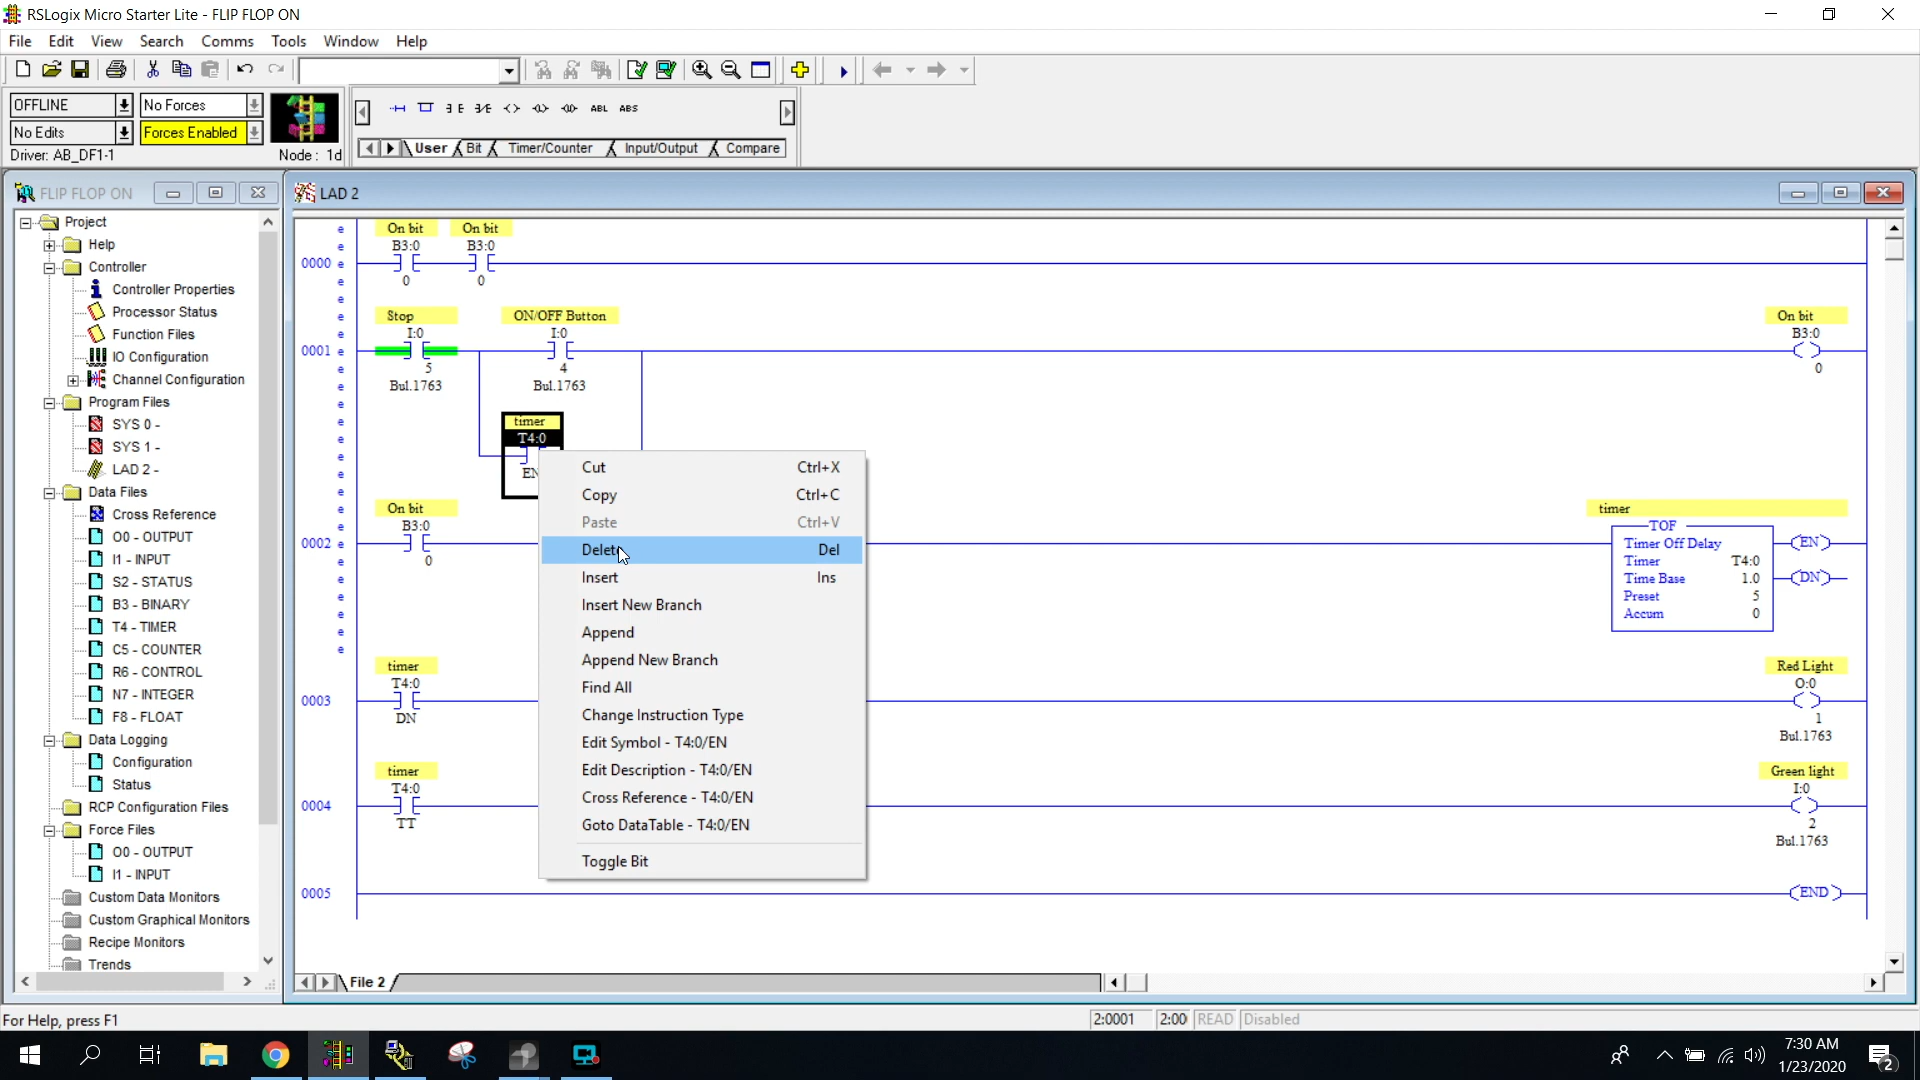 RSLogix Micro Starter Lite - FLIP FLOP ON
File Edit View Search Comms Tools Window Help
OFFLINE No Forces
No Edits Forces Enabled
Driver: AB_DF1-1 Node: 1d
ABL ABS
User Bit Timer/Counter Input/Output Compare
FLIP FLOP ON
Project
Help
Controller
Controller Properties
Processor Status
Function Files
IO Configuration
Channel Configuration
Program Files
SYS 0 -
SYS 1 -
LAD 2 -
Data Files
Cross Reference
O0 - OUTPUT
I1 - INPUT
S2 - STATUS
B3 - BINARY
T4 - TIMER
C5 - COUNTER
R6 - CONTROL
N7 - INTEGER
F8 - FLOAT
Data Logging
Configuration
Status
RCP Configuration Files
Force Files
O0 - OUTPUT
I1 - INPUT
Custom Data Monitors
Custom Graphical Monitors
Recipe Monitors
Trends
LAD 2
On bit On bit
B3:0 B3:0
0000
0 0
Stop ON/OFF Button On bit
I:0 I:0 B3:0
0001
5 4 0
Bul.1763 Bul.1763
timer
T4:0
EN
On bit timer
B3:0 TOF
0002 Timer Off Delay EN
0 Timer T4:0
Time Base 1.0 DN
Preset 5
Accum 0
timer Red Light
T4:0 O:0
0003
DN 1
Bul.1763
timer Green light
T4:0 I:0
0004
TT 2
Bul.1763
0005 END
Cut Ctrl+X
Copy Ctrl+C
Paste Ctrl+V
Delete Del
Insert Ins
Insert New Branch
Append
Append New Branch
Find All
Change Instruction Type
Edit Symbol - T4:0/EN
Edit Description - T4:0/EN
Cross Reference - T4:0/EN
Goto DataTable - T4:0/EN
Toggle Bit
File 2
For Help, press F1 2:0001 2:00 READ Disabled
7:30 AM
1/23/2020
2